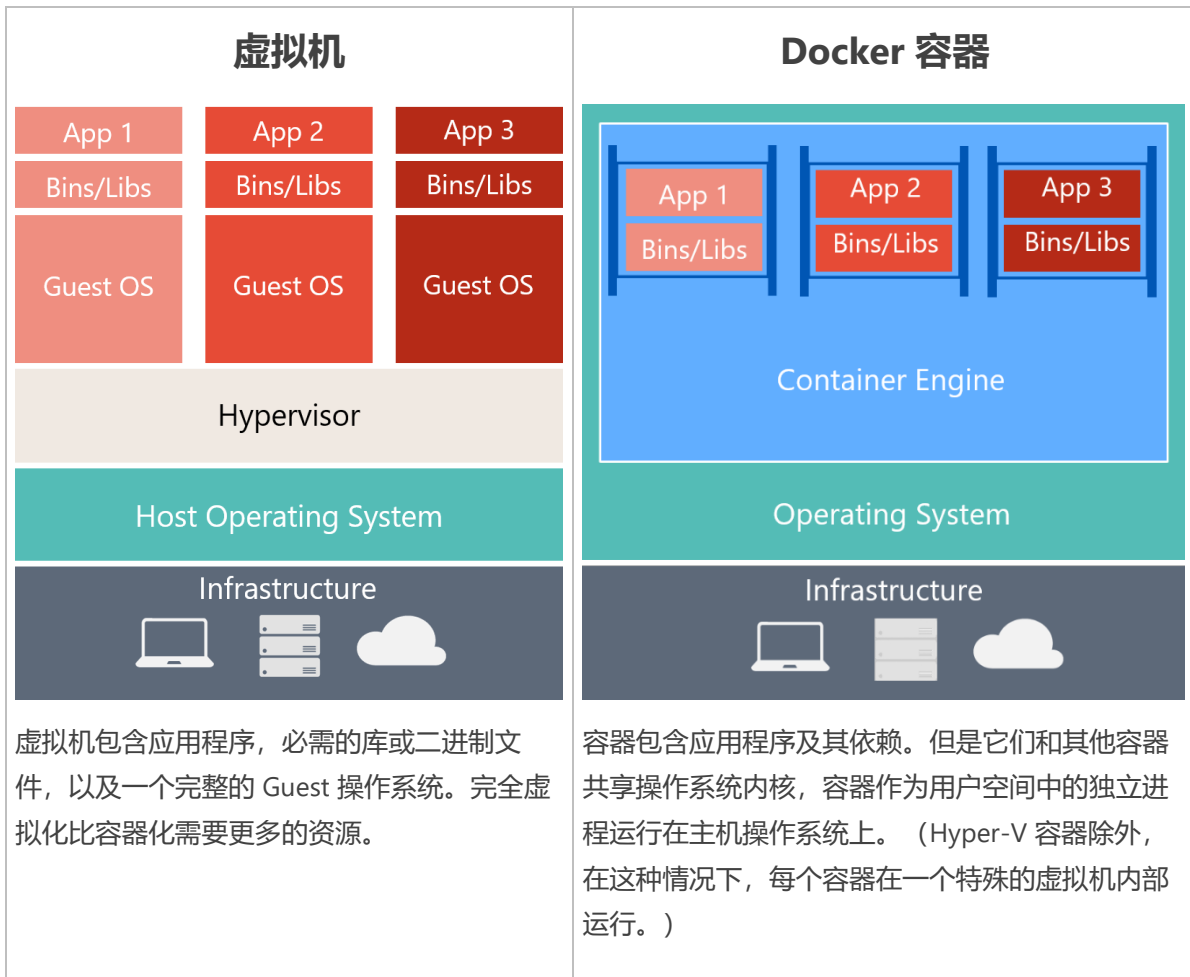 虚拟机
App 1
App 2
App 3
Bins/Libs
Bins/Libs
Bins/Libs
Guest OS
Guest OS
Guest OS
Hypervisor
Host Operating System
Infrastructure
虚拟机包含应用程序，必需的库或二进制文
件，以及一个完整的 Guest 操作系统。完全虚
拟化比容器化需要更多的资源。
Docker 容器
App 1
App 2
App 3
Bins/Libs
Bins/Libs
Bins/Libs
Container Engine
Operating System
Infrastructure
容器包含应用程序及其依赖。但是它们和其他容器
共享操作系统内核，容器作为用户空间中的独立进
程运行在主机操作系统上。（Hyper-V 容器除外，
在这种情况下，每个容器在一个特殊的虚拟机内部
运行。）